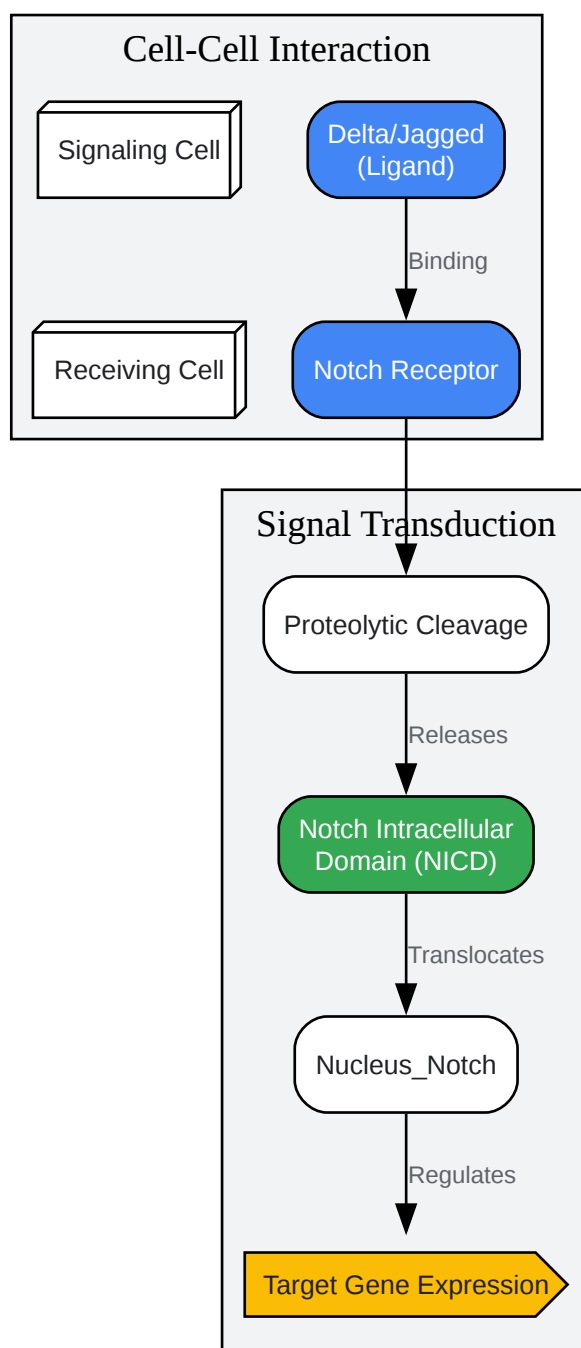 Cell-Cell Interaction
Signaling Cell
Delta/Jagged
(Ligand)
Binding
Receiving Cell
Notch Receptor
Signal Transduction
Proteolytic Cleavage
Releases
Notch Intracellular
Domain (NICD)
Translocates
Nucleus_Notch
Regulates
Target Gene Expression